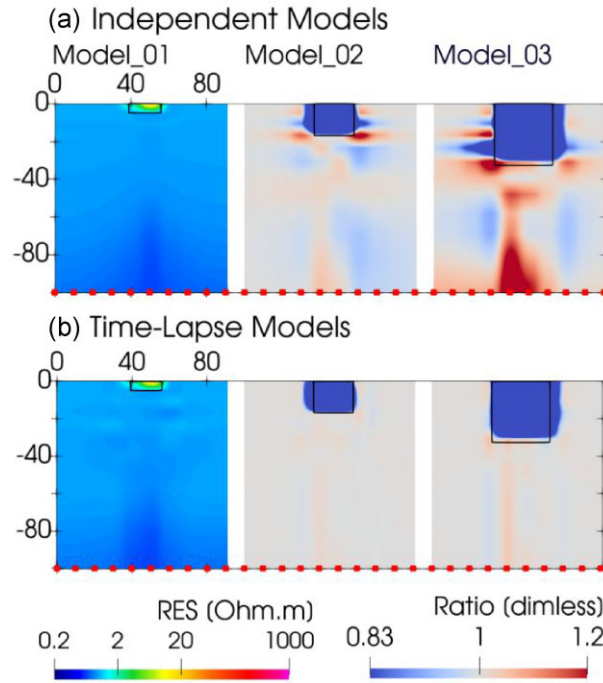 (a) Independent Models
Model_01 Model_02 Model_03
0 40 80
0
-40
-80
(b) Time-Lapse Models
0 40 80
0
-40
-80
RES (Ohm.m) Ratio (dimless)
0.2 2 20 1000 0.83 1 1.2